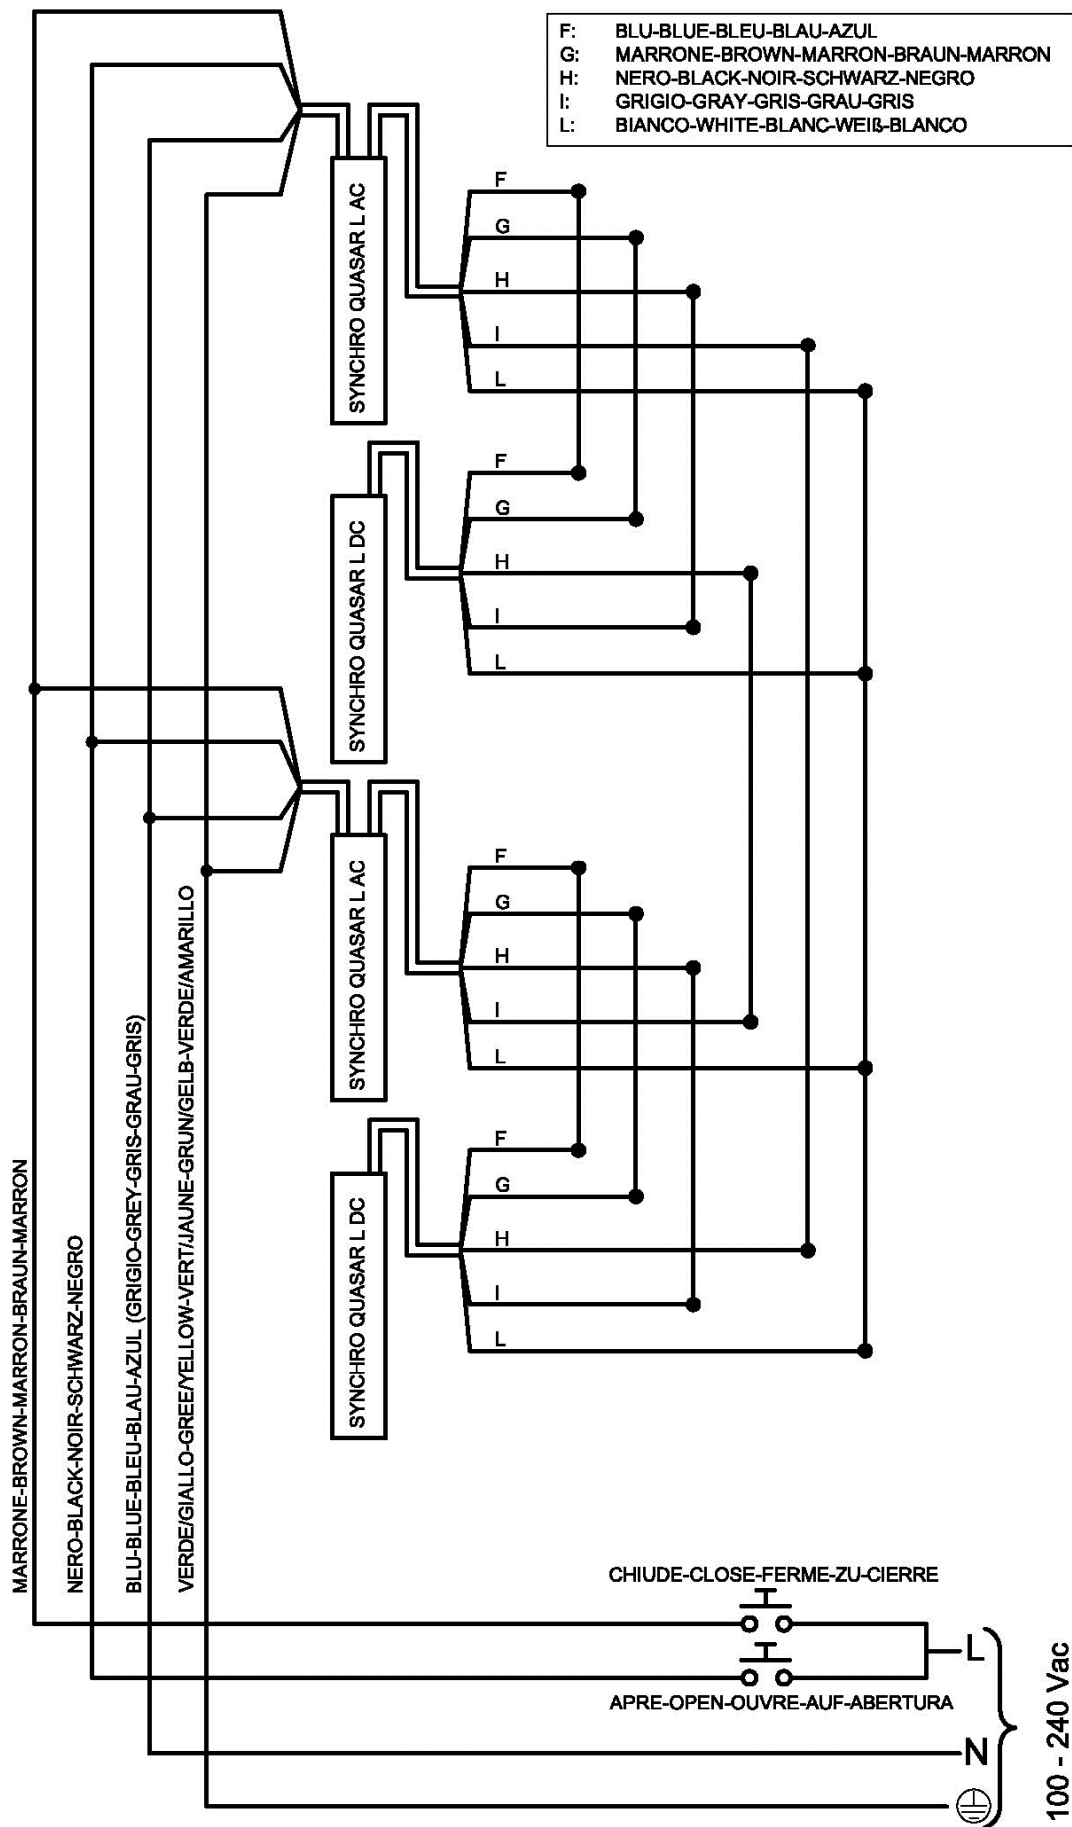 F: BLU-BLUE-BLEU-BLAU-AZUL
G: MARRONE-BROWN-MARRON-BRAUN-MARRON
H: NERO-BLACK-NOIR-SCHWARZ-NEGRO
I: GRIGIO-GRAY-GRIS-GRAU-GRIS
L: BIANCO-WHITE-BLANC-WEIß-BLANCO
SYNCHRO QUASAR L AC
F
G
H
I
L
SYNCHRO QUASAR L DC
F
G
H
I
L
SYNCHRO QUASAR L AC
F
G
H
I
L
SYNCHRO QUASAR L DC
F
G
H
I
L
MARRONE-BROWN-MARRON-BRAUN-MARRON
NERO-BLACK-NOIR-SCHWARZ-NEGRO
BLU-BLUE-BLEU-BLAU-AZUL (GRIGIO-GREY-GRIS-GRAU-GRIS)
VERDE/GIALLO-GREE/YELLOW-VERT/JAUNE-GRUN/GELB-VERDE/AMARILLO
CHIUDE-CLOSE-FERME-ZU-CIERRE
L
APRE-OPEN-OUVRE-AUF-ABERTURA
N
100 - 240 Vac